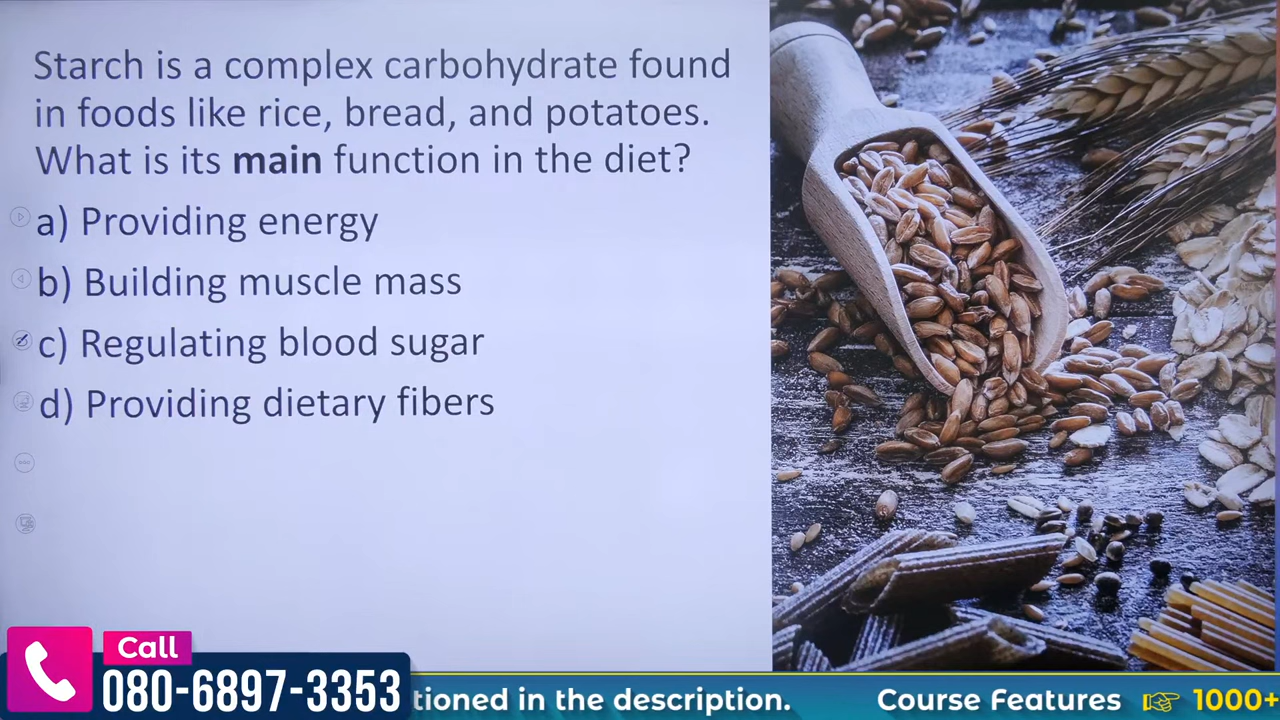 Starch is a complex carbohydrate found
in foods like rice, bread, and potatoes.
What is its main function in the diet?
a) Providing energy
b) Building muscle mass
c) Regulating blood sugar
d) Providing dietary fibers
Call
080-6897-3353
tioned in the description.
Course Features
1000+